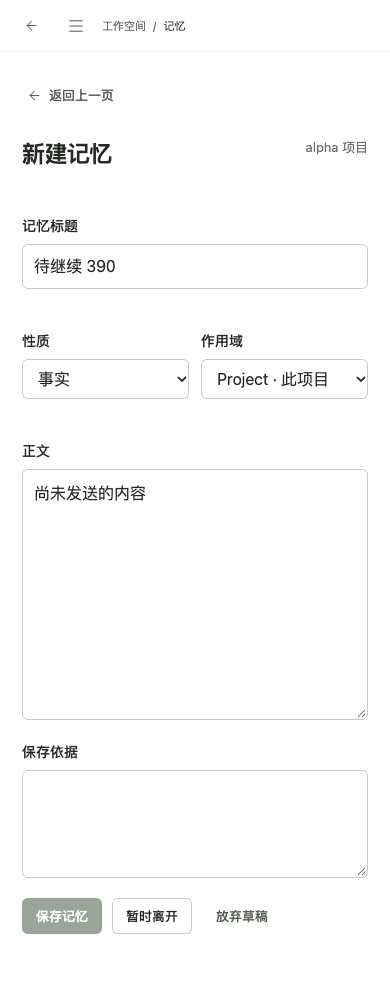 工作空间 / 记忆
返回上一页
新建记忆
alpha 项目
记忆标题
待继续 390
性质
作用域
事实
Project · 此项目
正文
尚未发送的内容
保存依据
保存记忆
暂时离开
放弃草稿